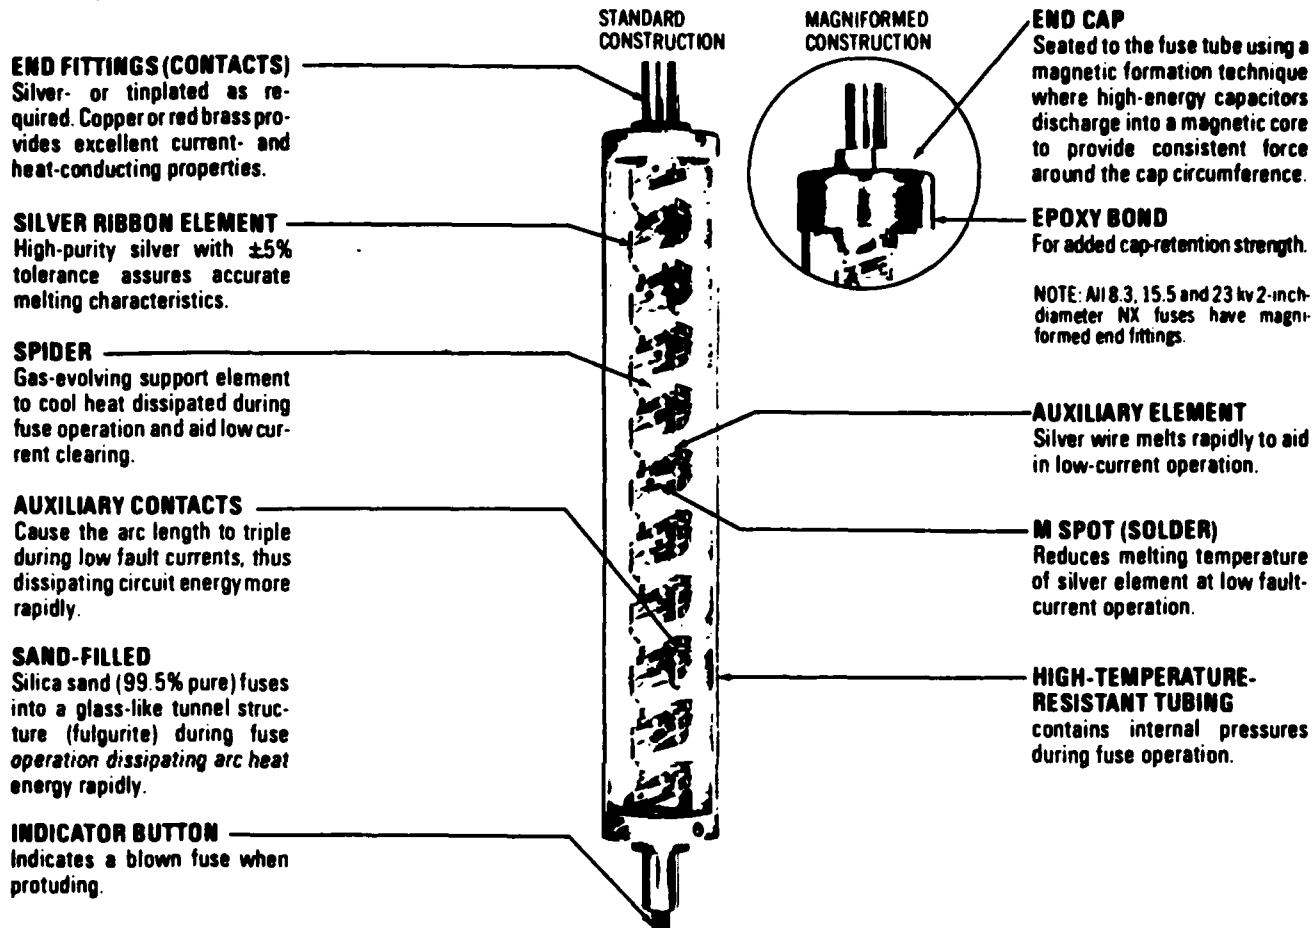 STANDARD
CONSTRUCTION
MAGNIFORMED
CONSTRUCTION
END FITTINGS (CONTACTS)
Silver- or tinplated as re-
quired. Copper or red brass pro-
vides excellent current- and
heat-conducting properties.
SILVER RIBBON ELEMENT
High-purity silver with ±5%
tolerance assures accurate
melting characteristics.
SPIDER
Gas-evolving support element
to cool heat dissipated during
fuse operation and aid low cur-
rent clearing.
AUXILIARY CONTACTS
Cause the arc length to triple
during low fault currents, thus
dissipating circuit energy more
rapidly.
SAND-FILLED
Silica sand (99.5% pure) fuses
into a glass-like tunnel struc-
ture (fulgurite) during fuse
operation dissipating arc heat
energy rapidly.
INDICATOR BUTTON
Indicates a blown fuse when
protuding.
END CAP
Seated to the fuse tube using a
magnetic formation technique
where high-energy capacitors
discharge into a magnetic core
to provide consistent force
around the cap circumference.
EPOXY BOND
For added cap-retention strength.
NOTE: All 8.3, 15.5 and 23 kv 2-inch-
diameter NX fuses have magni-
formed end fittings.
AUXILIARY ELEMENT
Silver wire melts rapidly to aid
in low-current operation.
M SPOT (SOLDER)
Reduces melting temperature
of silver element at low fault-
current operation.
HIGH-TEMPERATURE-
RESISTANT TUBING
contains internal pressures
during fuse operation.